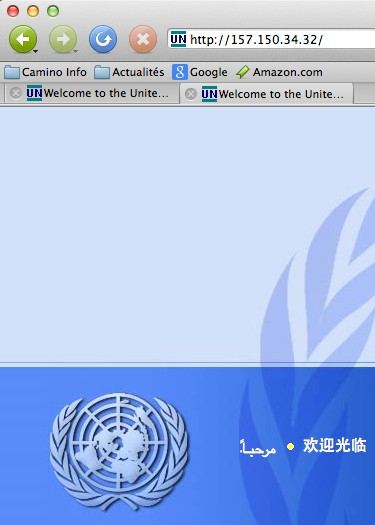 UN http://157.150.34.32/
Camino Info Actualités Google Amazon.com
UN Welcome to the Unite... UN Welcome to the Unite...
مرحباً. • 欢迎光临